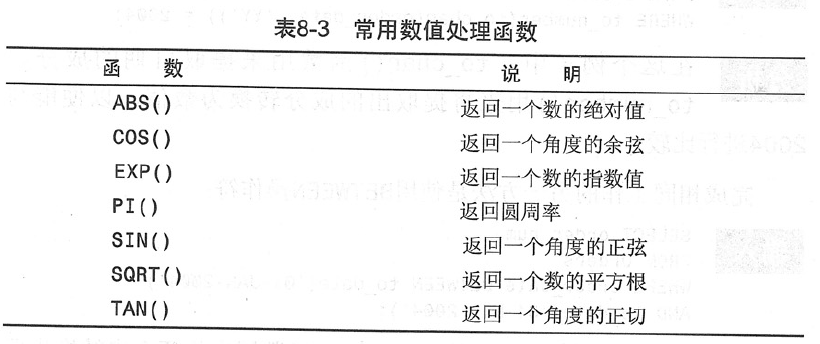 表8-3 常用数值处理函数
函 数 说 明
ABS() 返回一个数的绝对值
COS() 返回一个角度的余弦
EXP() 返回一个数的指数值
PI() 返回圆周率
SIN() 返回一个角度的正弦
SQRT() 返回一个数的平方根
TAN() 返回一个角度的正切